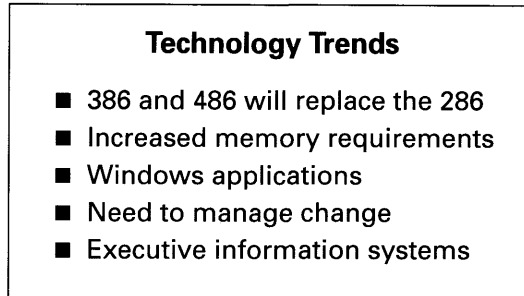 Technology Trends
■ 386 and 486 will replace the 286
■ Increased memory requirements
■ Windows applications
■ Need to manage change
■ Executive information systems